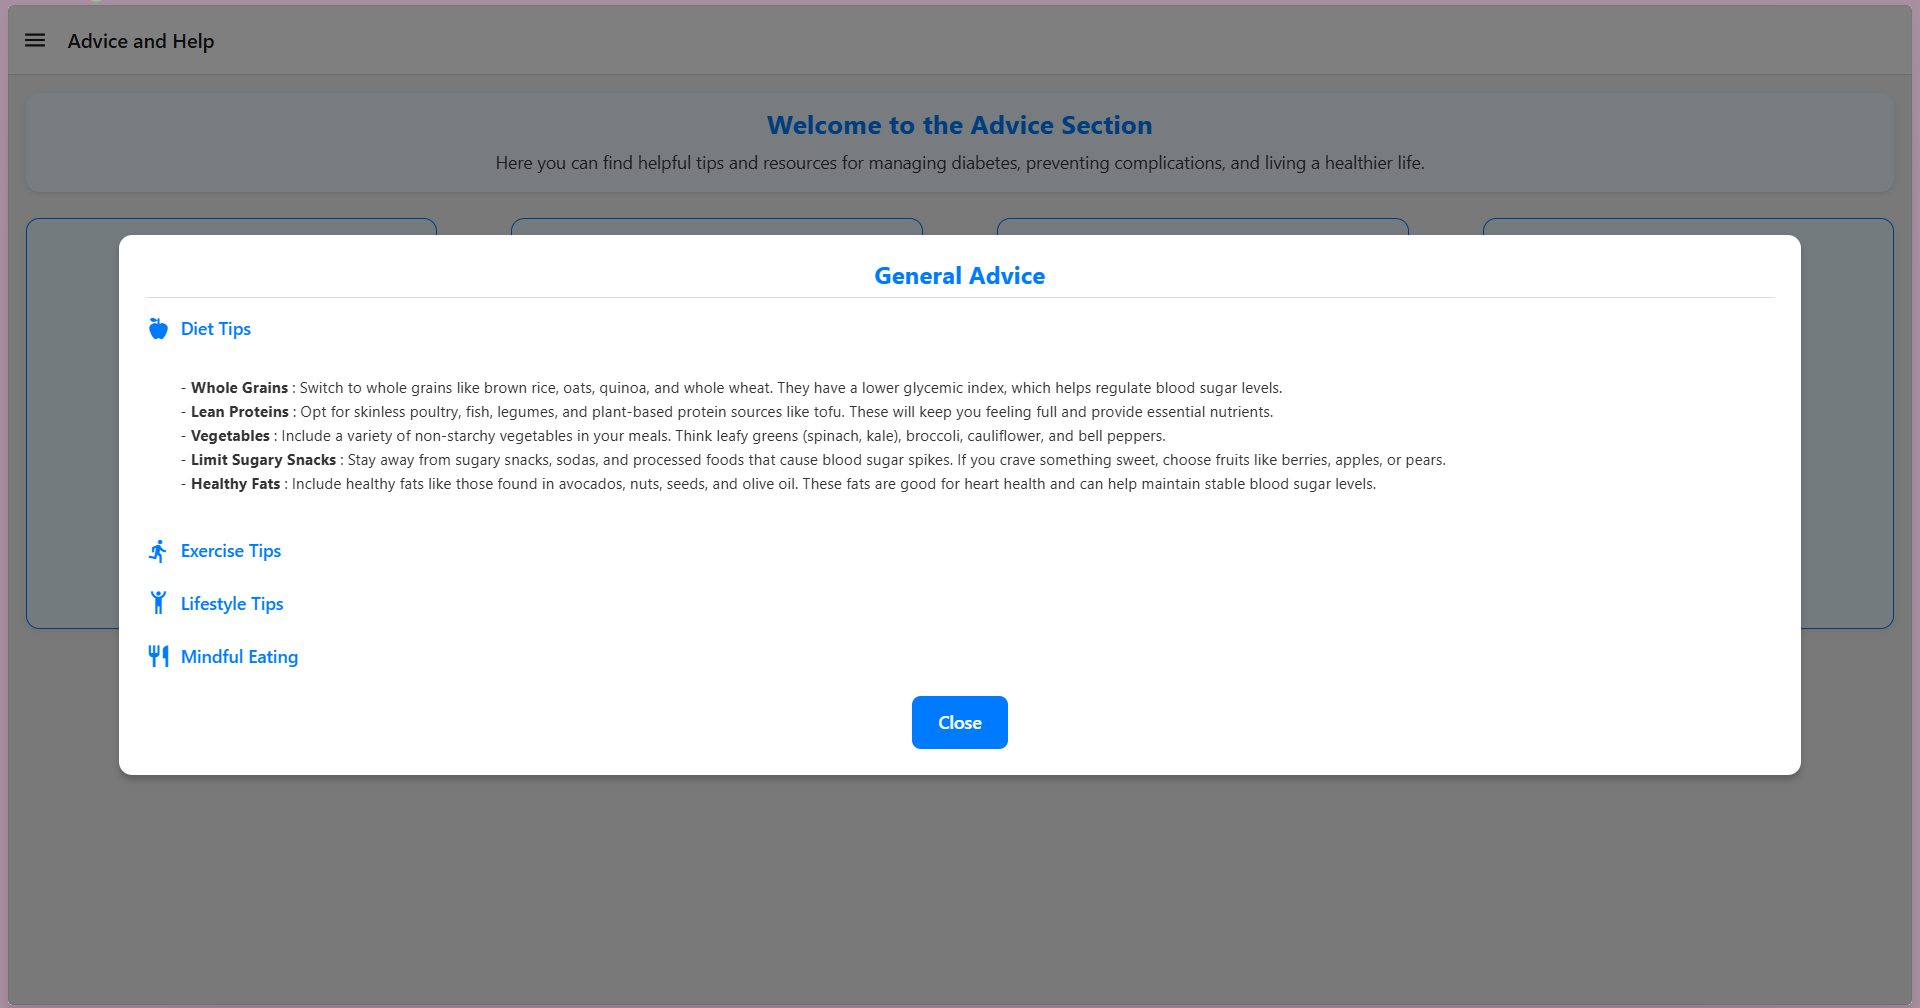 Advice and Help
Welcome to the Advice Section
Here you can find helpful tips and resources for managing diabetes, preventing complications, and living a healthier life.
General Advice
Diet Tips
- Whole Grains : Switch to whole grains like brown rice, oats, quinoa, and whole wheat. They have a lower glycemic index, which helps regulate blood sugar levels.
- Lean Proteins : Opt for skinless poultry, fish, legumes, and plant-based protein sources like tofu. These will keep you feeling full and provide essential nutrients.
- Vegetables : Include a variety of non-starchy vegetables in your meals. Think leafy greens (spinach, kale), broccoli, cauliflower, and bell peppers.
- Limit Sugary Snacks : Stay away from sugary snacks, sodas, and processed foods that cause blood sugar spikes. If you crave something sweet, choose fruits like berries, apples, or pears.
- Healthy Fats : Include healthy fats like those found in avocados, nuts, seeds, and olive oil. These fats are good for heart health and can help maintain stable blood sugar levels.
Exercise Tips
Lifestyle Tips
Mindful Eating
Close